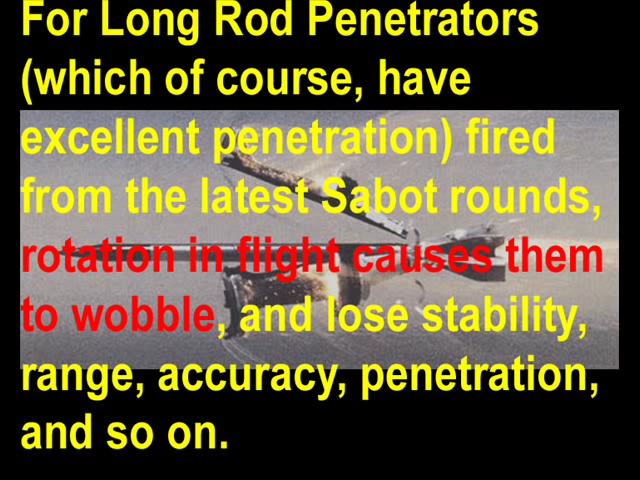 For Long Rod Penetrators
(which of course, have
excellent penetration) fired
from the latest Sabot rounds,
rotation in flight causes them
to wobble, and lose stability,
range, accuracy, penetration,
and so on.